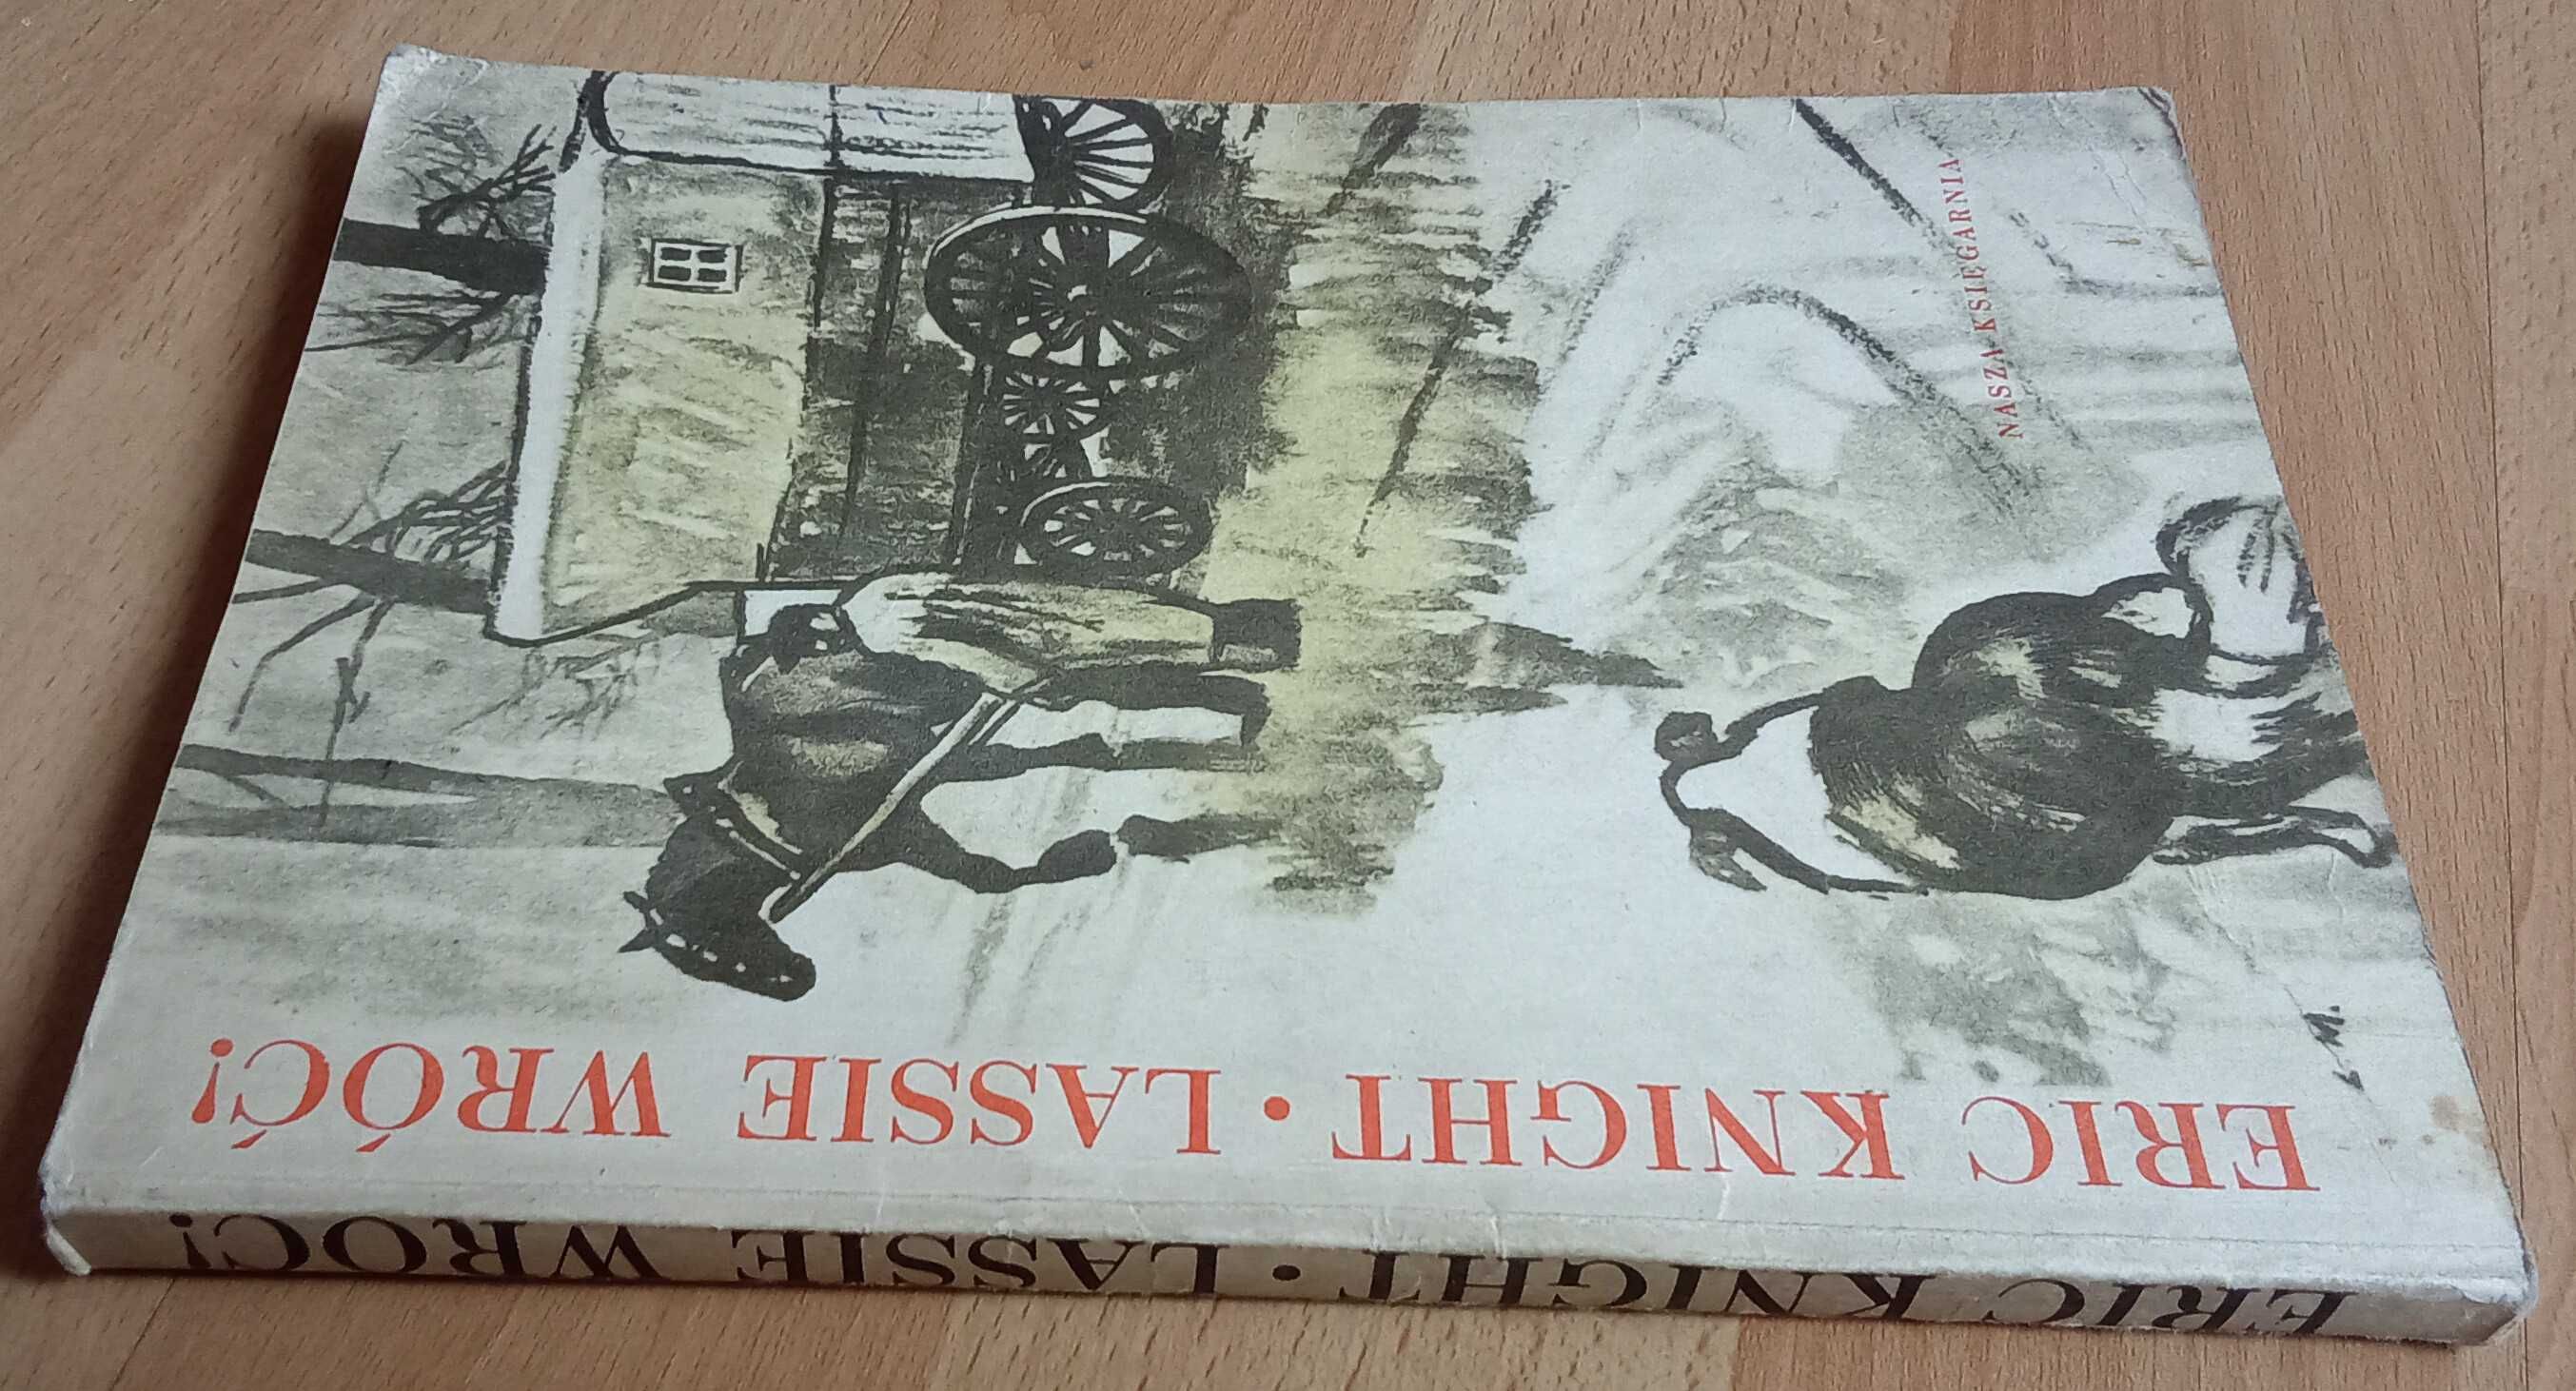 ERIC KNIGHT • LASSIE WRÓĆ!
NASZA KSIĘGARNIA
ERIC KNIGHT • LASSIE WRÓĆ!